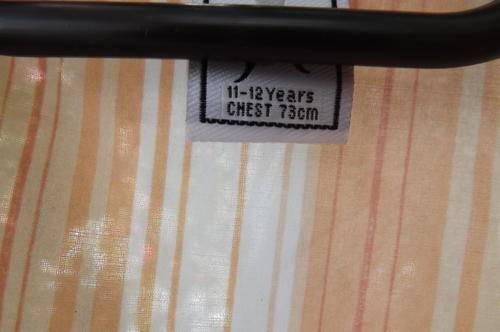 11-12 Years
CHEST 73cm